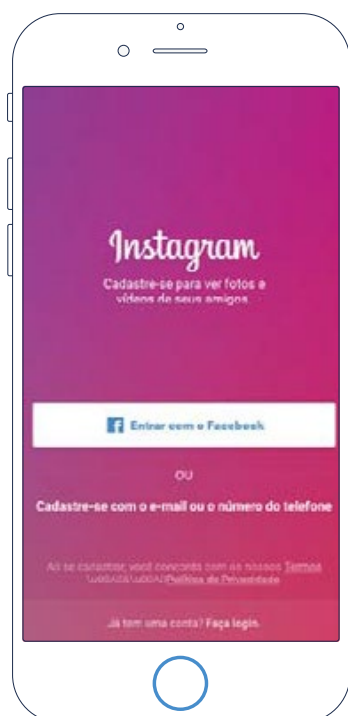 Instagram
Cadastre-se para ver fotos e
vídeos de seus amigos.
Entrar com o Facebook
OU
Cadastre-se com o e-mail ou o número do telefone
Ao se cadastrar, você concorda com os nossos Termos
Política de Privacidade
Já tem uma conta? Faça login.